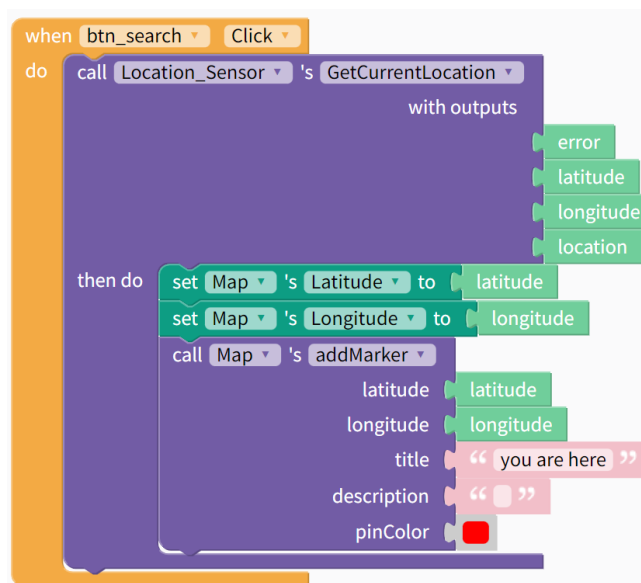 when btn_search Click
do call Location_Sensor 's GetCurrentLocation
with outputs
error
latitude
longitude
location
then do set Map 's Latitude to latitude
set Map 's Longitude to longitude
call Map 's addMarker
latitude latitude
longitude longitude
title “ you are here ”
description “ ”
pinColor